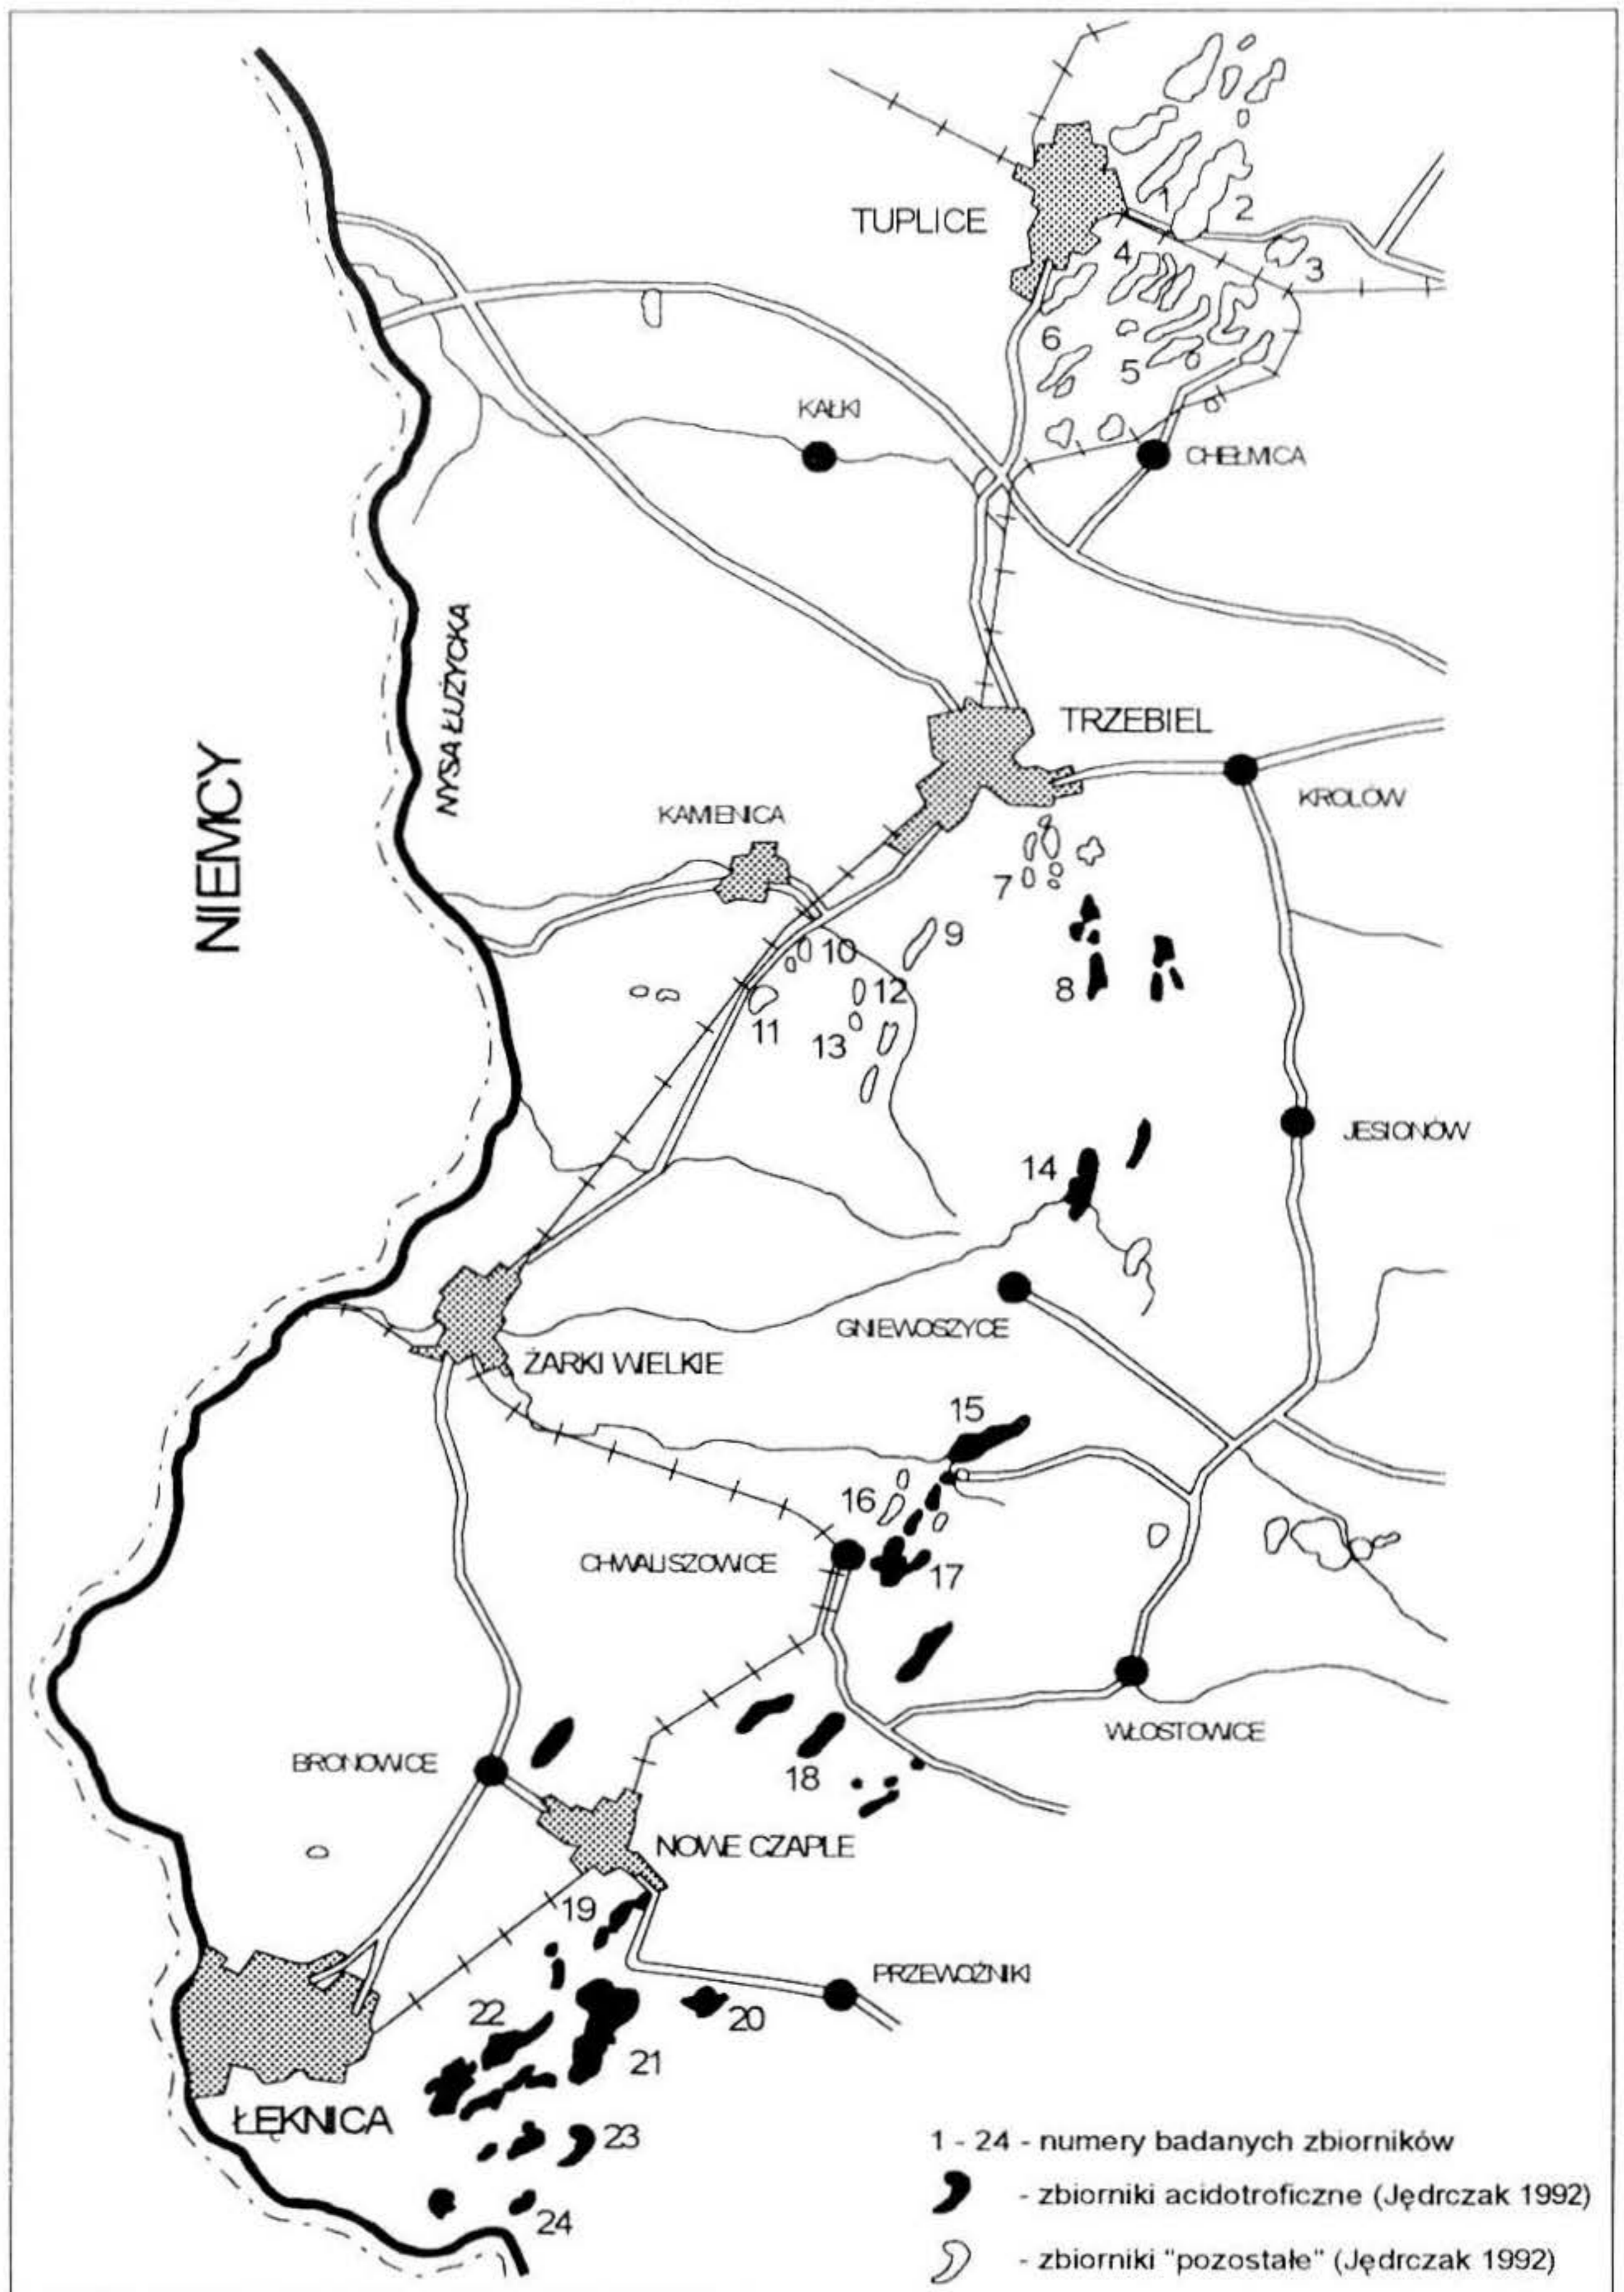 TUPLICE
1
2
4
3
6
5
KAŁKI
CHEŁMICA
NYSA ŁUŻYCKA
NIEMCY
TRZEBIEL
KROLÓW
KAMIENICA
7
9
10
8
12
11
13
JESIONÓW
14
GNIEWOSZYCE
ŻARKI WIELKIE
15
16
CHWALISZOWICE
17
WŁOSTOWICE
BRONOWICE
18
NOWE CZAPLE
19
PRZEWOŹNIKI
22
20
21
ŁĘKNICA
23
24
1 - 24 - numery badanych zbiorników
- zbiorniki acidotroficzne (Jędrczak 1992)
- zbiorniki "pozostałe" (Jędrczak 1992)